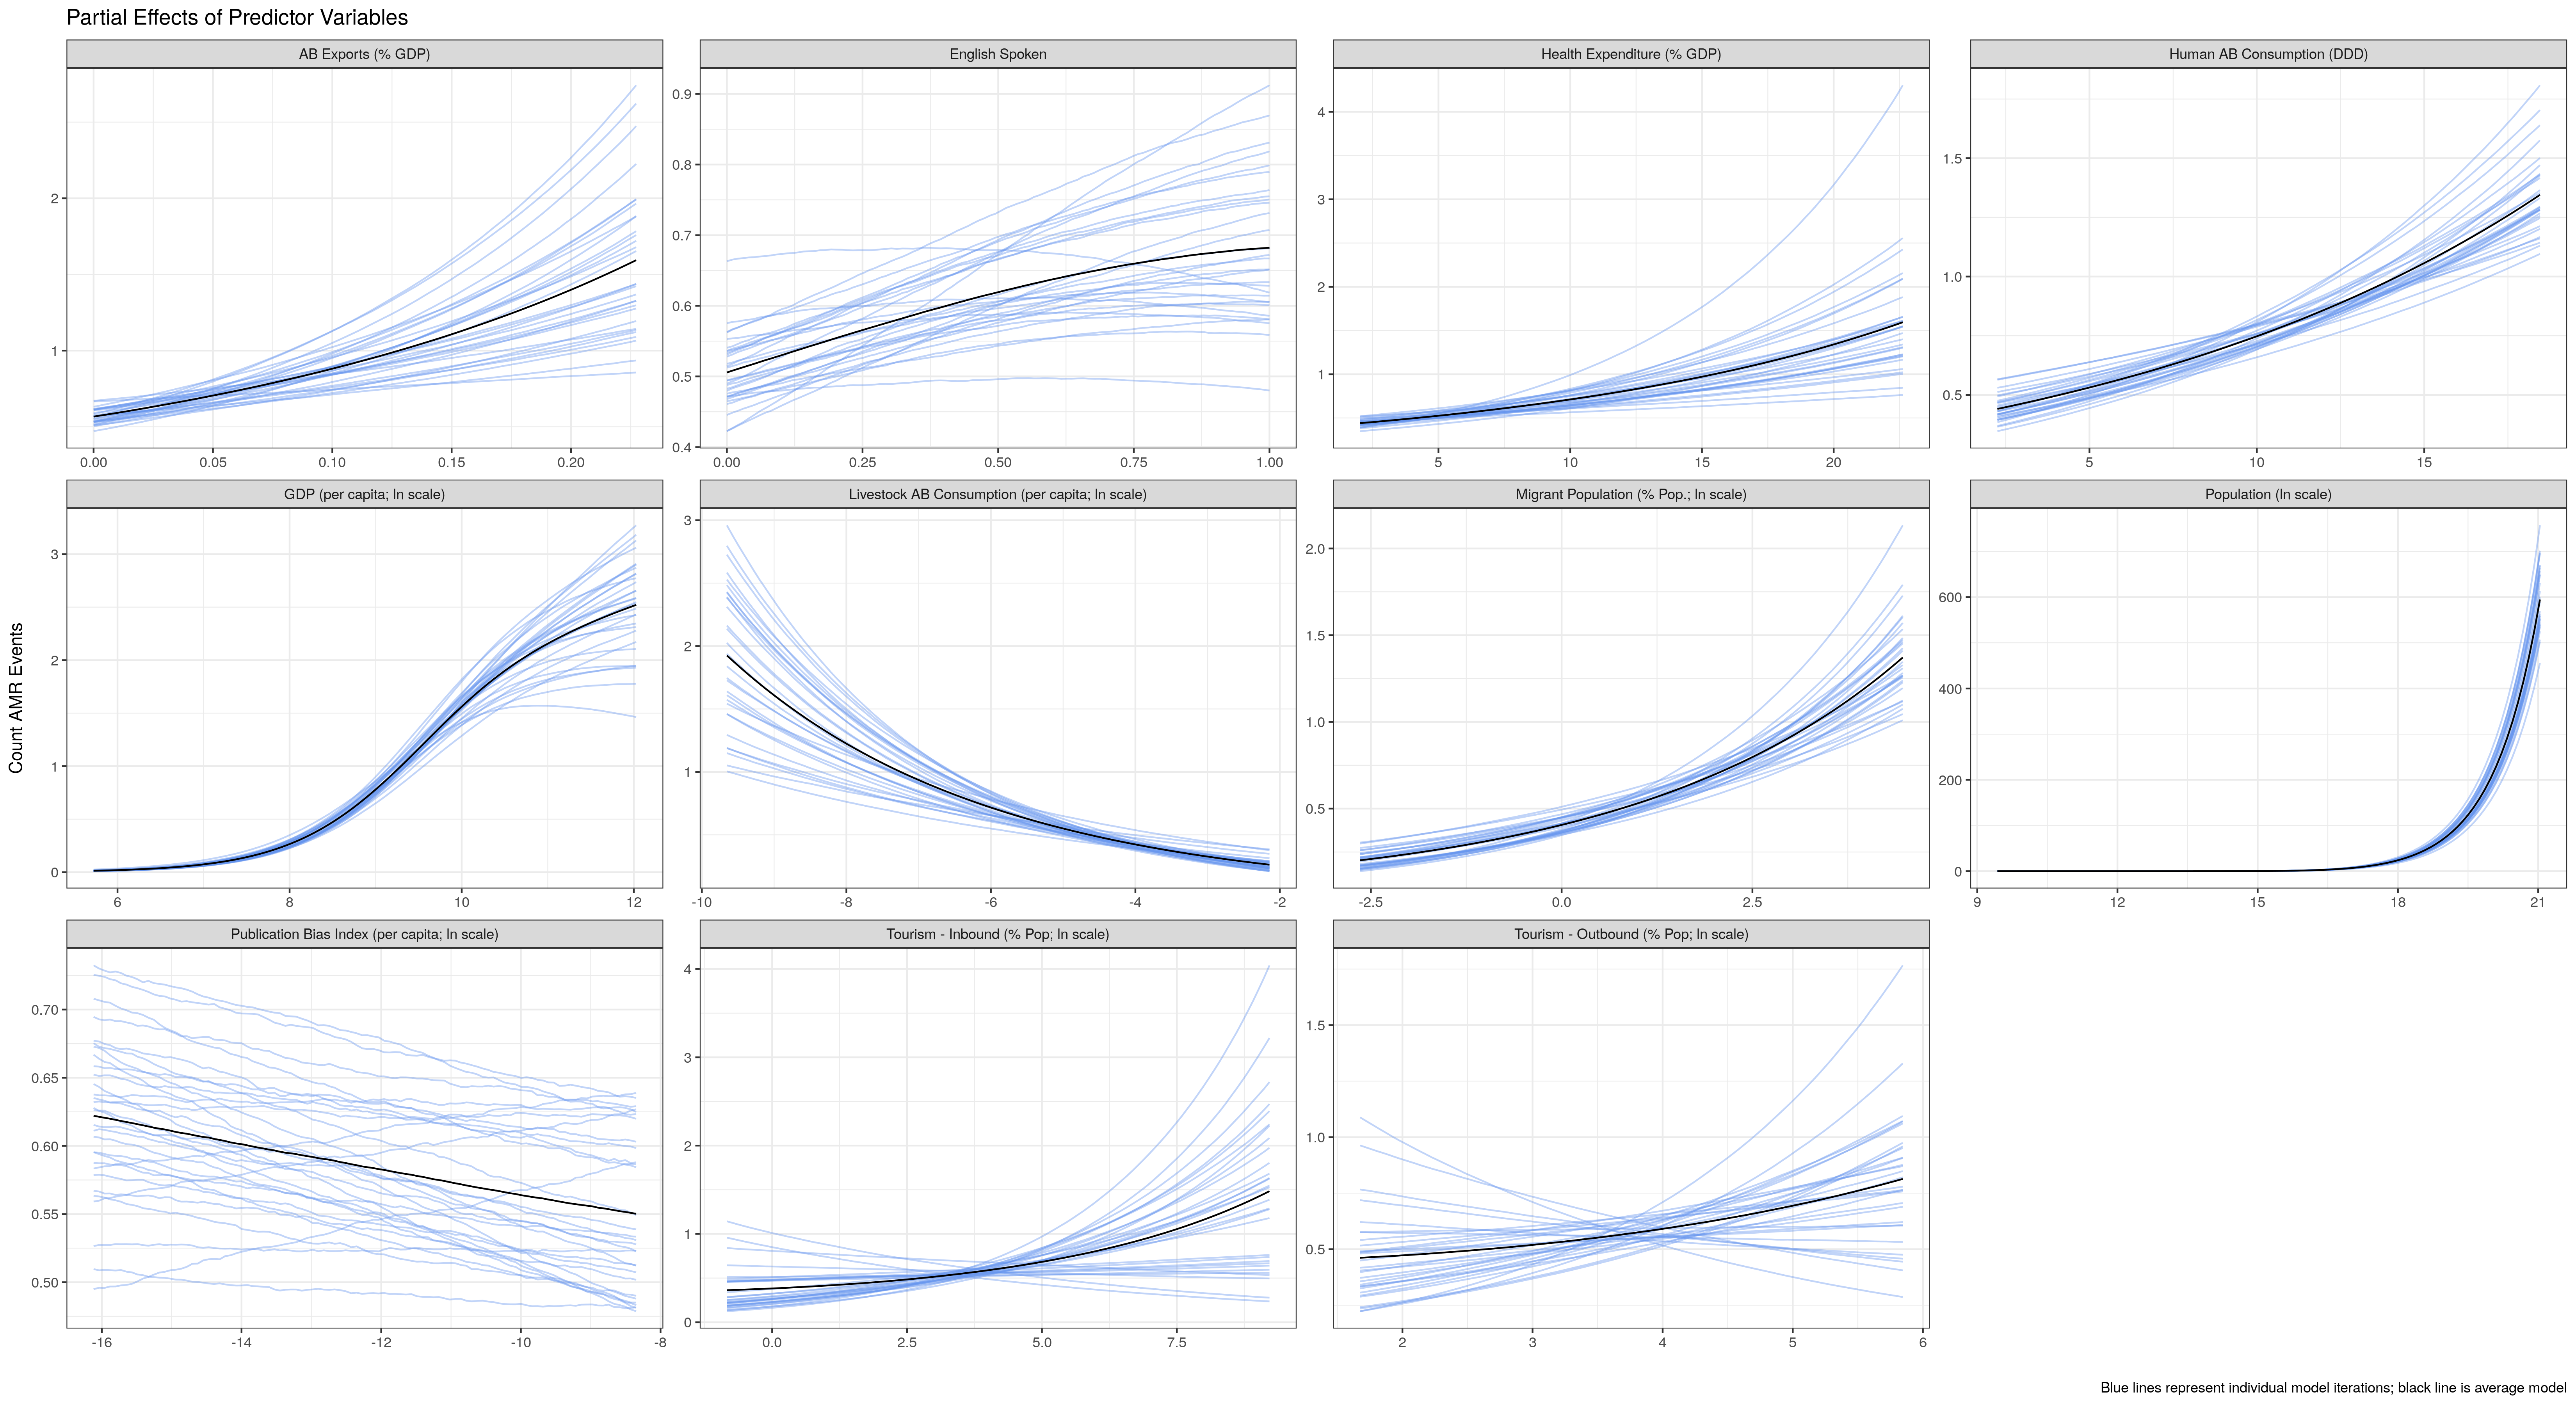 Partial Effects of Predictor Variables
AB Exports (% GDP)
English Spoken
Health Expenditure (% GDP)
Human AB Consumption (DDD)
2
1
0.00 0.05 0.10 0.15 0.20
0.9
0.8
0.7
0.6
0.5
0.4
0.00 0.25 0.50 0.75 1.00
4
3
2
1
5 10 15 20
1.5
1.0
0.5
5 10 15
Count AMR Events
GDP (per capita; ln scale)
Livestock AB Consumption (per capita; ln scale)
Migrant Population (% Pop.; ln scale)
Population (ln scale)
3
2
1
0
6 8 10 12
3
2
1
-10 -8 -6 -4 -2
2.0
1.5
1.0
0.5
-2.5 0.0 2.5
600
400
200
0
9 12 15 18 21
Publication Bias Index (per capita; ln scale)
Tourism - Inbound (% Pop; ln scale)
Tourism - Outbound (% Pop; ln scale)
0.70
0.65
0.60
0.55
0.50
-16 -14 -12 -10 -8
4
3
2
1
0
0.0 2.5 5.0 7.5
1.5
1.0
0.5
2 3 4 5 6
Blue lines represent individual model iterations; black line is average model